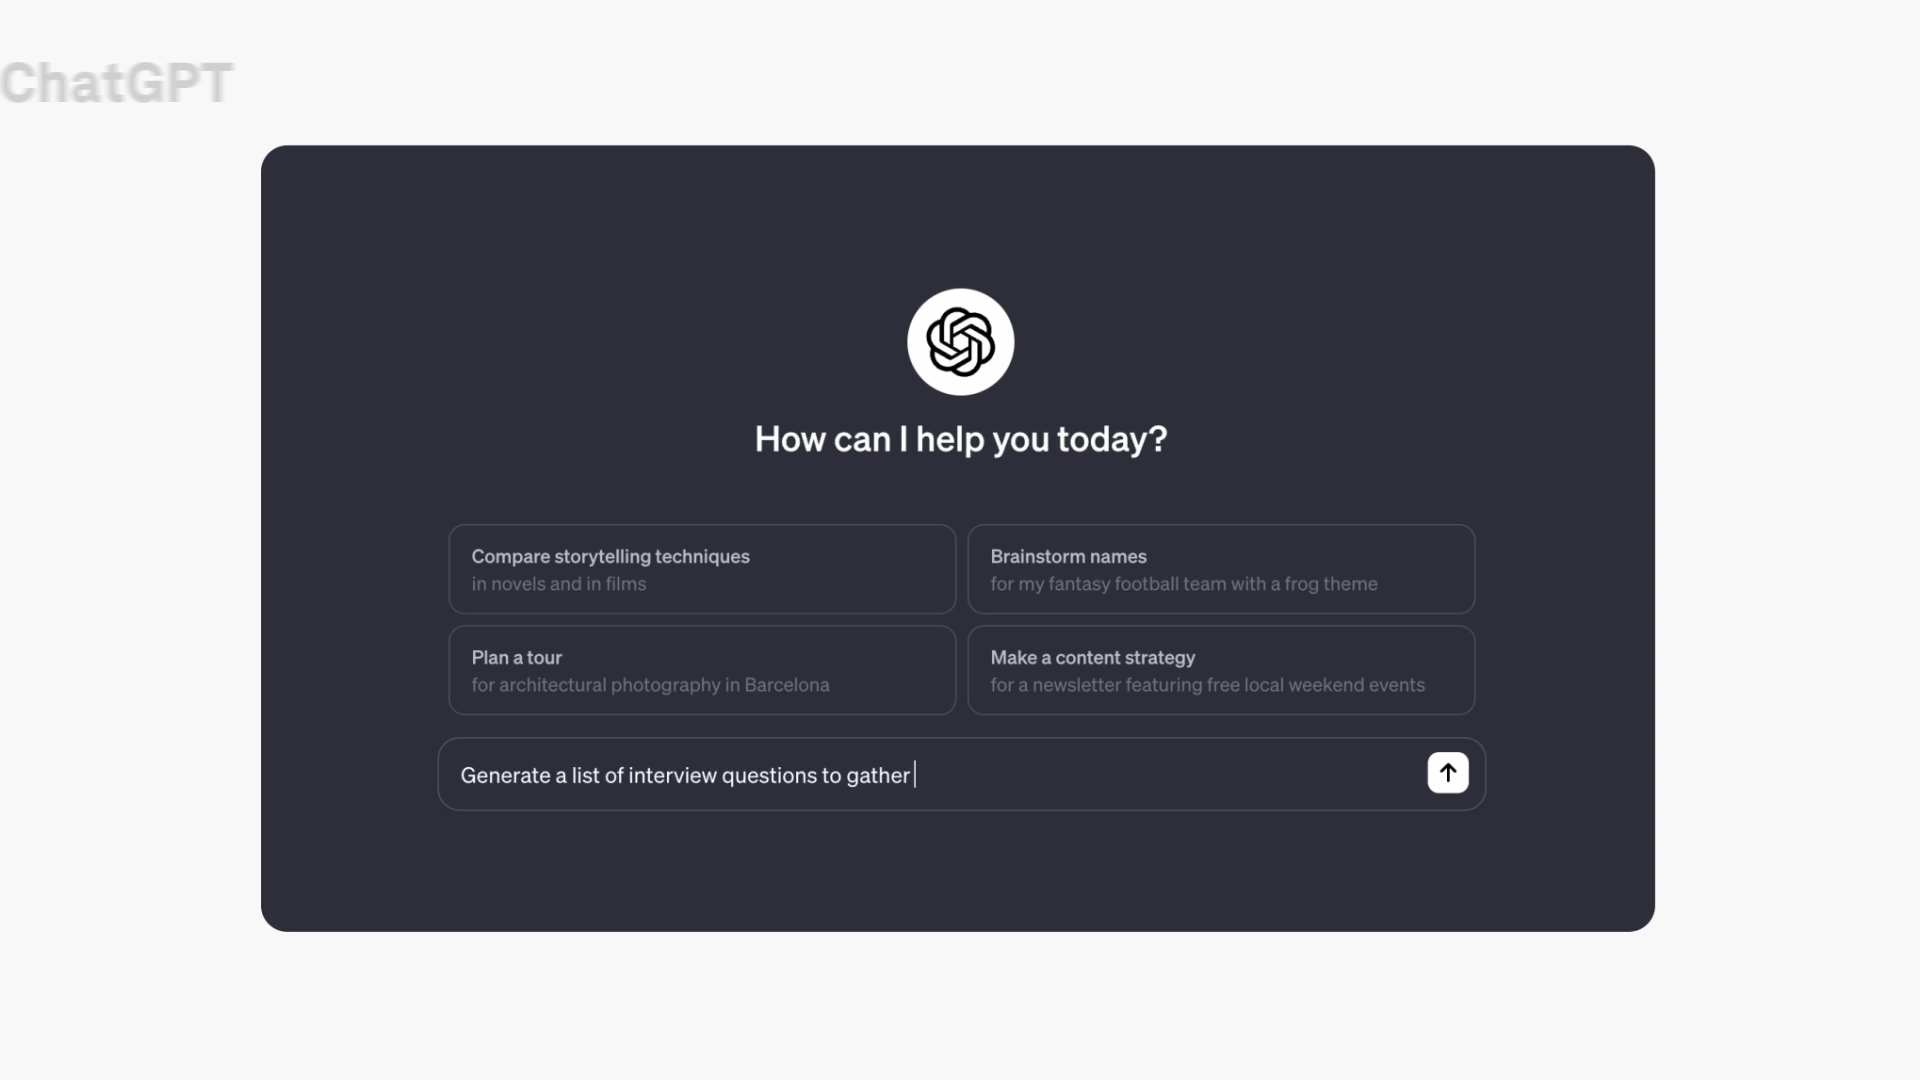 ChatGPT
How can I help you today?
Compare storytelling techniques
in novels and in films
Brainstorm names
for my fantasy football team with a frog theme
Plan a tour
for architectural photography in Barcelona
Make a content strategy
for a newsletter featuring free local weekend events
Generate a list of interview questions to gather